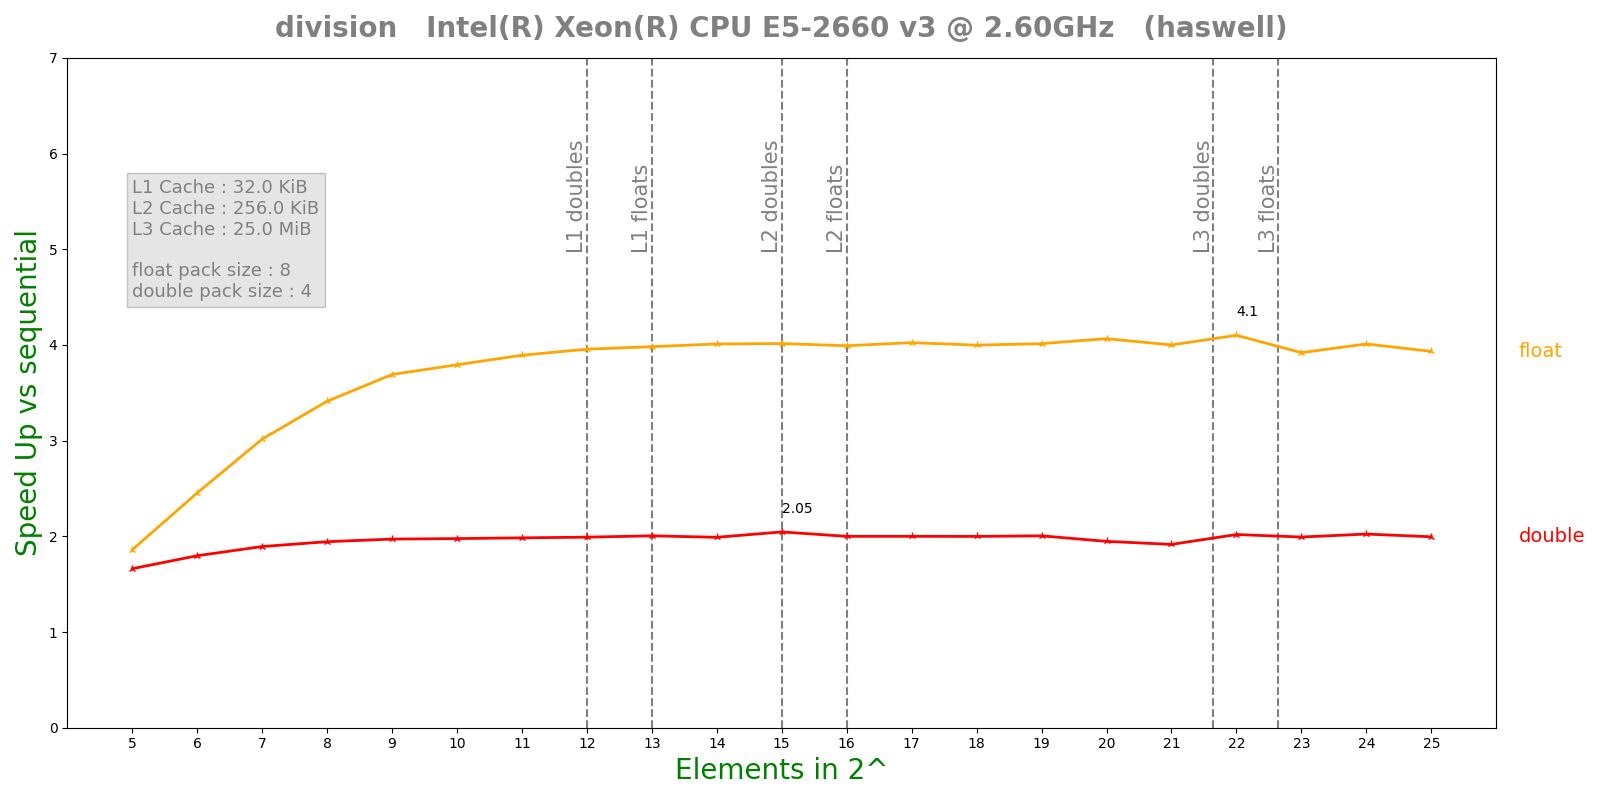 division   Intel(R) Xeon(R) CPU E5-2660 v3 @ 2.60GHz   (haswell)
7
6
5
4
3
2
1
0
Speed Up vs sequential
L1 Cache : 32.0 KiB
L2 Cache : 256.0 KiB
L3 Cache : 25.0 MiB
float pack size : 8
double pack size : 4
L1 doubles
L1 floats
L2 doubles
L2 floats
L3 doubles
L3 floats
4.1
2.05
float
double
5 6 7 8 9 10 11 12 13 14 15 16 17 18 19 20 21 22 23 24 25
Elements in 2^